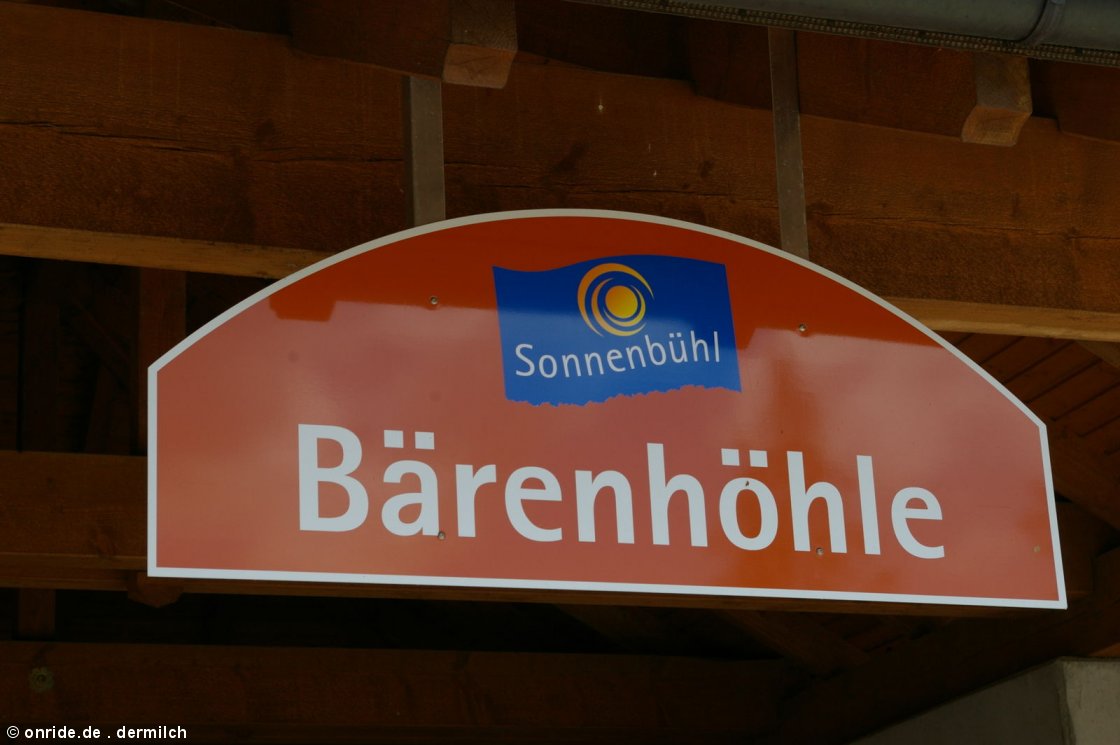 Sonnenbühl
Bärenhöhle
© onride.de . dermilch